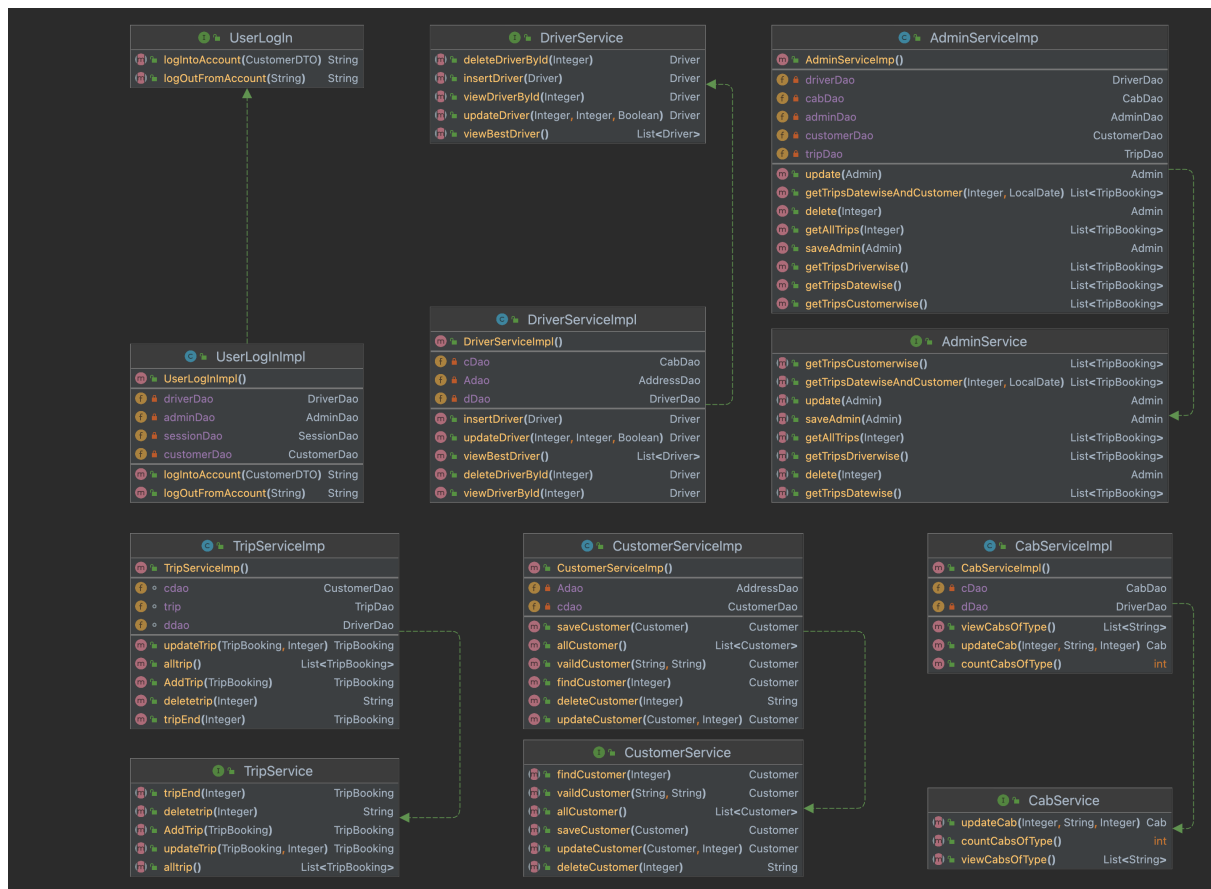 UserLogIn
logIntoAccount(CustomerDTO) String
logOutFromAccount(String) String
DriverService
deleteDriverById(Integer) Driver
insertDriver(Driver) Driver
viewDriverById(Integer) Driver
updateDriver(Integer, Integer, Boolean) Driver
viewBestDriver() List<Driver>
AdminServiceImp
AdminServiceImp()
driverDao DriverDao
cabDao CabDao
adminDao AdminDao
customerDao CustomerDao
tripDao TripDao
update(Admin) Admin
getTripsDatewiseAndCustomer(Integer, LocalDate) List<TripBooking>
delete(Integer) Admin
getAllTrips(Integer) List<TripBooking>
saveAdmin(Admin) Admin
getTripsDriverwise() List<TripBooking>
getTripsDatewise() List<TripBooking>
getTripsCustomerwise() List<TripBooking>
UserLogInImpl
UserLogInImpl()
driverDao DriverDao
adminDao AdminDao
sessionDao SessionDao
customerDao CustomerDao
logIntoAccount(CustomerDTO) String
logOutFromAccount(String) String
DriverServiceImpl
DriverServiceImpl()
cDao CabDao
Adao AddressDao
dDao DriverDao
insertDriver(Driver) Driver
updateDriver(Integer, Integer, Boolean) Driver
viewBestDriver() List<Driver>
deleteDriverById(Integer) Driver
viewDriverById(Integer) Driver
AdminService
getTripsCustomerwise() List<TripBooking>
getTripsDatewiseAndCustomer(Integer, LocalDate) List<TripBooking>
update(Admin) Admin
saveAdmin(Admin) Admin
getAllTrips(Integer) List<TripBooking>
getTripsDriverwise() List<TripBooking>
delete(Integer) Admin
getTripsDatewise() List<TripBooking>
TripServiceImp
TripServiceImp()
cdao CustomerDao
trip TripDao
ddao DriverDao
updateTrip(TripBooking, Integer) TripBooking
alltrip() List<TripBooking>
AddTrip(TripBooking) TripBooking
deletetrip(Integer) String
tripEnd(Integer) TripBooking
CustomerServiceImp
CustomerServiceImp()
Adao AddressDao
cdao CustomerDao
saveCustomer(Customer) Customer
allCustomer() List<Customer>
vaildCustomer(String, String) Customer
findCustomer(Integer) Customer
deleteCustomer(Integer) String
updateCustomer(Customer, Integer) Customer
CabServiceImpl
CabServiceImpl()
cDao CabDao
dDao DriverDao
viewCabsOfType() List<String>
updateCab(Integer, String, Integer) Cab
countCabsOfType() int
TripService
tripEnd(Integer) TripBooking
deletetrip(Integer) String
AddTrip(TripBooking) TripBooking
updateTrip(TripBooking, Integer) TripBooking
alltrip() List<TripBooking>
CustomerService
findCustomer(Integer) Customer
vaildCustomer(String, String) Customer
allCustomer() List<Customer>
saveCustomer(Customer) Customer
updateCustomer(Customer, Integer) Customer
deleteCustomer(Integer) String
CabService
updateCab(Integer, String, Integer) Cab
countCabsOfType() int
viewCabsOfType() List<String>